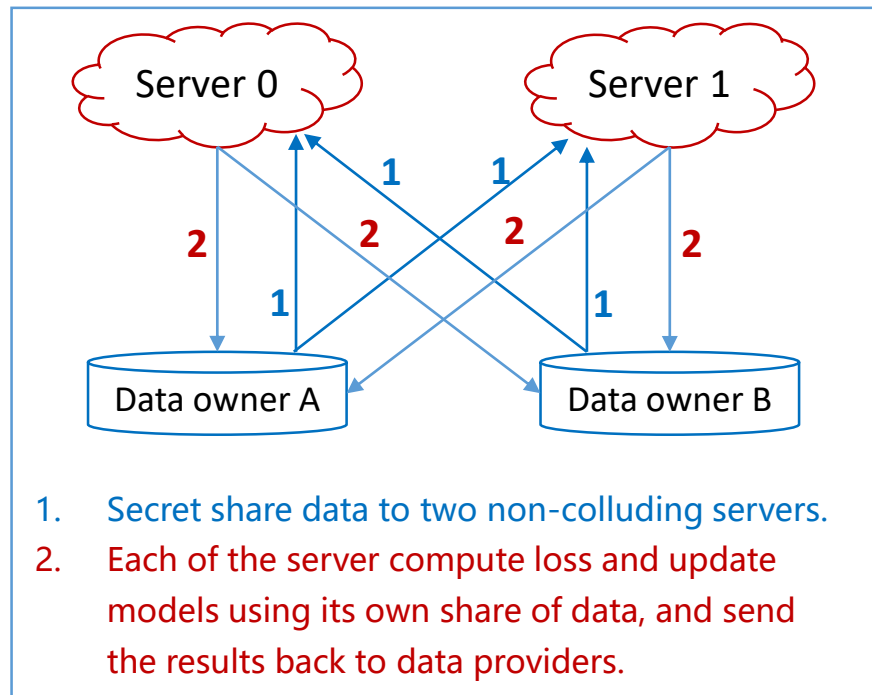 Server 0
Server 1
1
1
2
2
2
2
1
1
Data owner A
Data owner B
1. Secret share data to two non-colluding servers.
2. Each of the server compute loss and update
models using its own share of data, and send
the results back to data providers.